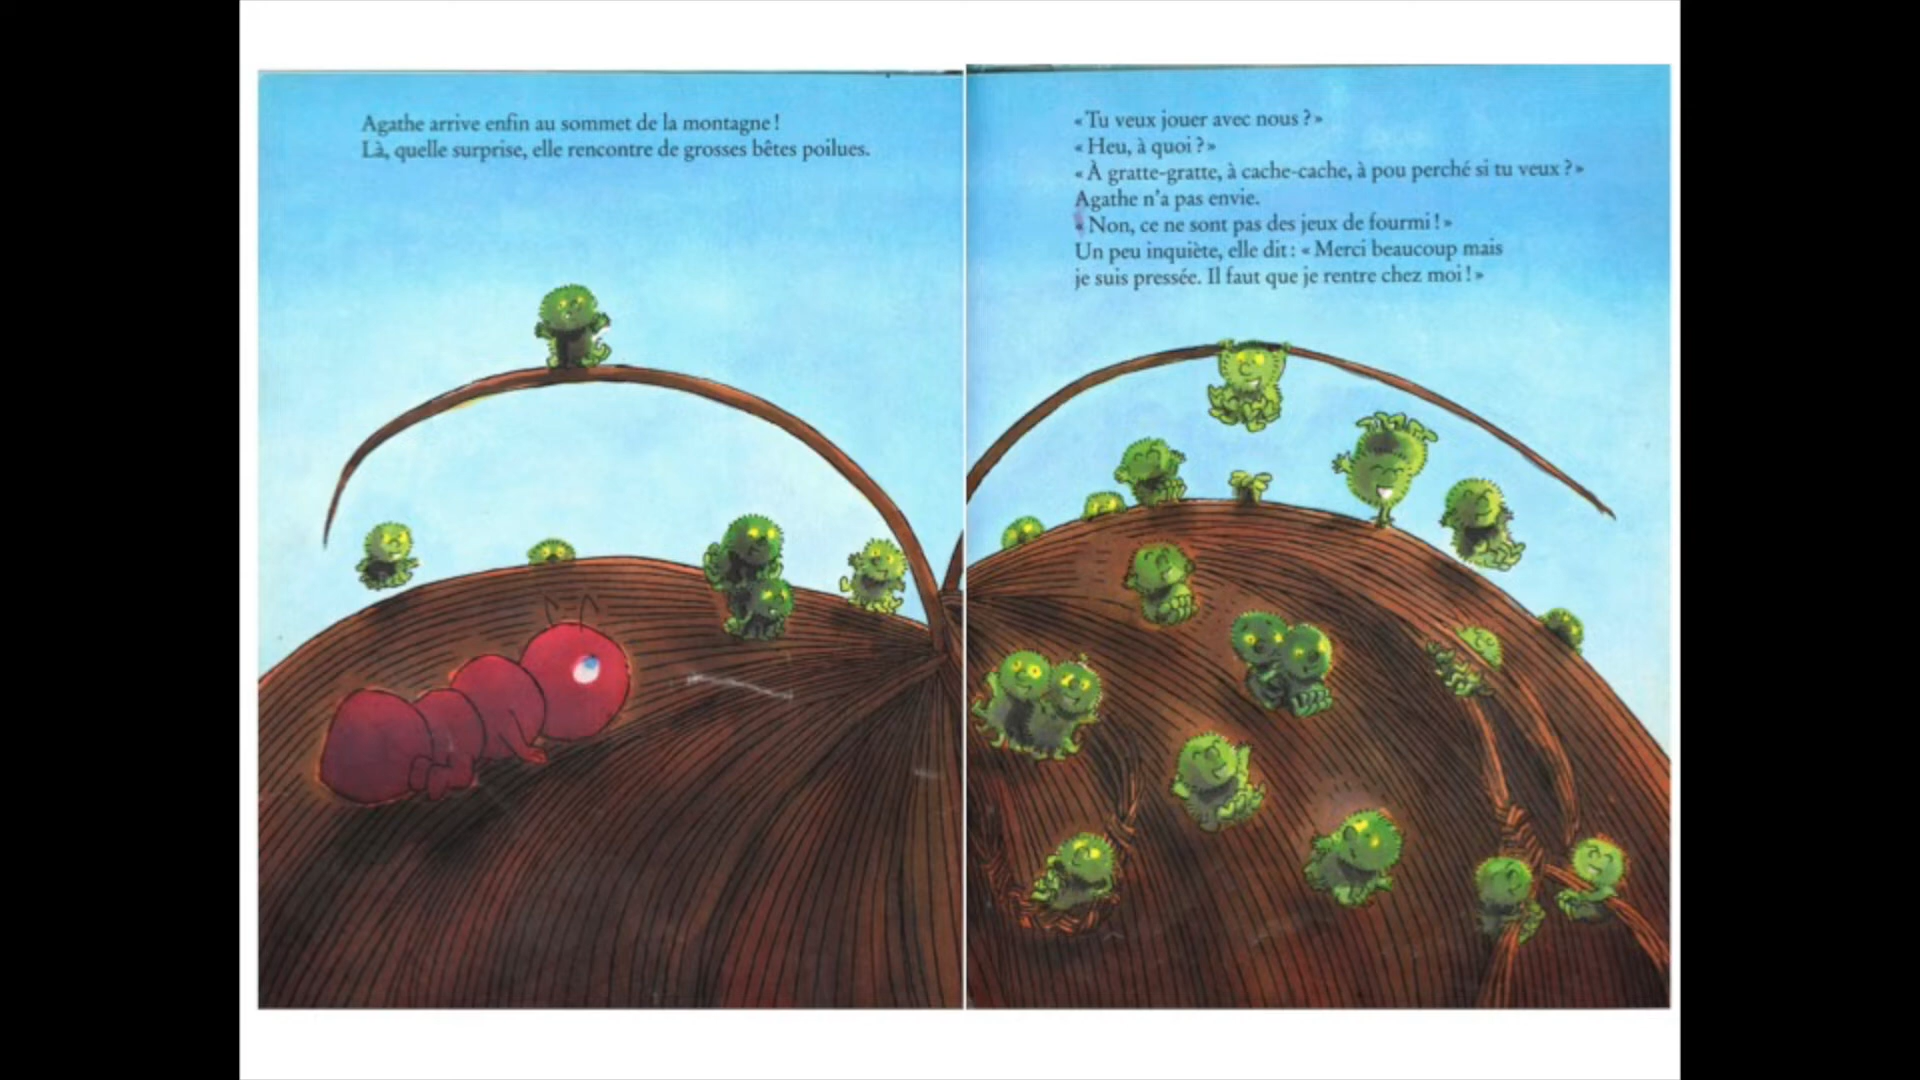 Agathe arrive enfin au sommet de la montagne !
Là, quelle surprise, elle rencontre de grosses bêtes poilues.
« Tu veux jouer avec nous ? »
« Heu, à quoi ? »
« À gratte-gratte, à cache-cache, à pou perché si tu veux ? »
Agathe n'a pas envie.
« Non, ce ne sont pas des jeux de fourmi ! »
Un peu inquiète, elle dit : « Merci beaucoup mais
je suis pressée. Il faut que je rentre chez moi ! »